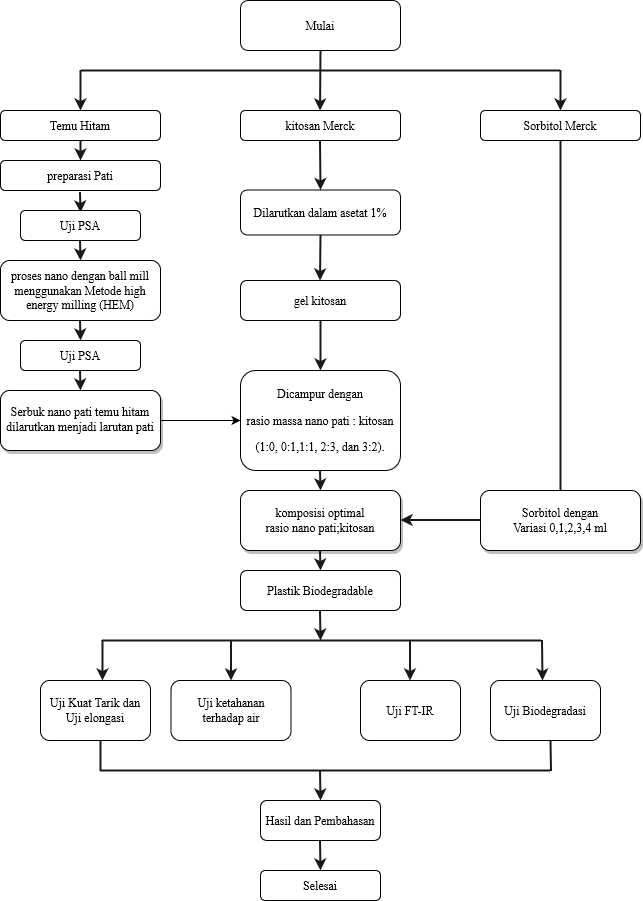 Mulai
Temu Hitam
kitosan Merck
Sorbitol Merck
preparasi Pati
Uji PSA
Dilarutkan dalam asetat 1%
proses nano dengan ball mill
menggunakan Metode high
energy milling (HEM)
gel kitosan
Uji PSA
Serbuk nano pati temu hitam
dilarutkan menjadi larutan pati
Dicampur dengan
rasio massa nano pati : kitosan
(1:0, 0:1,1:1, 2:3, dan 3:2).
komposisi optimal
rasio nano pati;kitosan
Sorbitol dengan
Variasi 0,1,2,3,4 ml
Plastik Biodegradable
Uji Kuat Tarik dan
Uji elongasi
Uji ketahanan
terhadap air
Uji FT-IR
Uji Biodegradasi
Hasil dan Pembahasan
Selesai